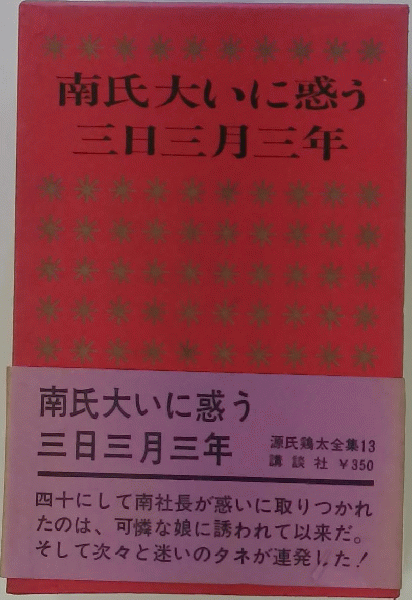 南氏大いに惑う
三日三月三年
南氏大いに惑う
三日三月三年
源氏鶏太全集13
講談社 ¥350
四十にして南社長が惑いに取りつかれ
たのは、可憐な娘に誘われて以来だ。
そして次々と迷いのタネが連発した!